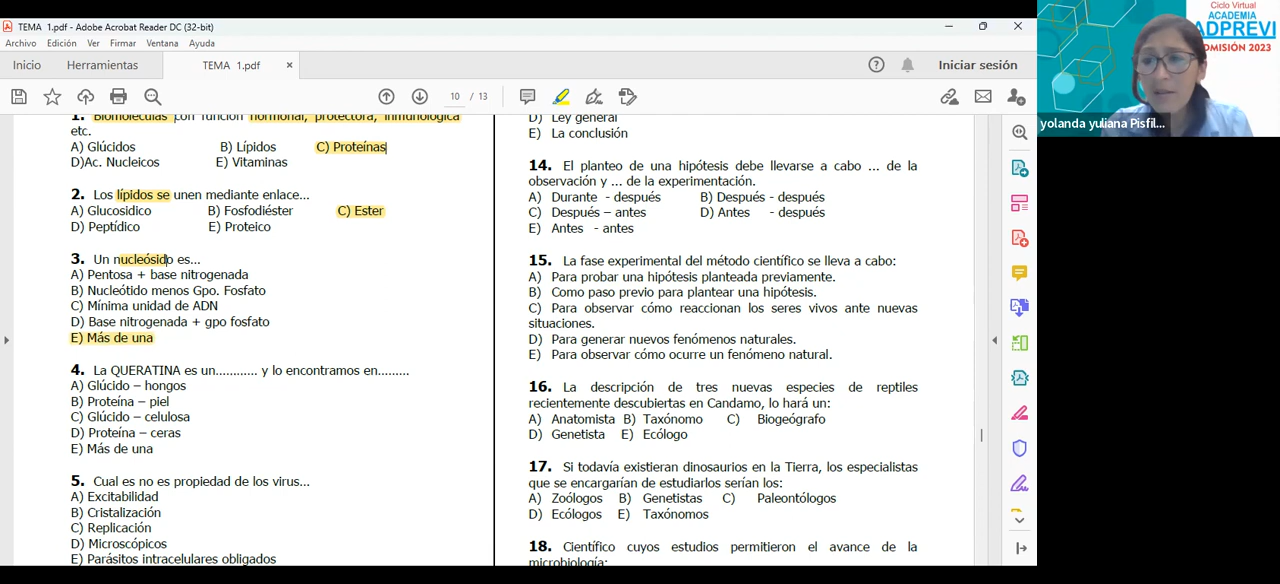 TEMA 1.pdf - Adobe Acrobat Reader DC (32-bit)
Archivo Edición Ver Firmar Ventana Ayuda
Inicio Herramientas TEMA 1.pdf × Iniciar sesión
10 / 13
1. Biomoléculas con función hormonal, protectora, inmunológica
etc.
A) Glúcidos B) Lípidos C) Proteínas
D)Ac. Nucleicos E) Vitaminas
2. Los lípidos se unen mediante enlace...
A) Glucosidico B) Fosfodiéster C) Ester
D) Peptídico E) Proteico
3. Un nucleósido es...
A) Pentosa + base nitrogenada
B) Nucleótido menos Gpo. Fosfato
C) Mínima unidad de ADN
D) Base nitrogenada + gpo fosfato
E) Más de una
4. La QUERATINA es un............ y lo encontramos en.........
A) Glúcido – hongos
B) Proteína – piel
C) Glúcido – celulosa
D) Proteína – ceras
E) Más de una
5. Cual es no es propiedad de los virus...
A) Excitabilidad
B) Cristalización
C) Replicación
D) Microscópicos
E) Parásitos intracelulares obligados
D) Ley general
E) La conclusión
14. El planteo de una hipótesis debe llevarse a cabo ... de la
observación y ... de la experimentación.
A) Durante - después B) Después - después
C) Después – antes D) Antes - después
E) Antes - antes
15. La fase experimental del método científico se lleva a cabo:
A) Para probar una hipótesis planteada previamente.
B) Como paso previo para plantear una hipótesis.
C) Para observar cómo reaccionan los seres vivos ante nuevas
situaciones.
D) Para generar nuevos fenómenos naturales.
E) Para observar cómo ocurre un fenómeno natural.
16. La descripción de tres nuevas especies de reptiles
recientemente descubiertas en Candamo, lo hará un:
A) Anatomista B) Taxónomo C) Biogeógrafo
D) Genetista E) Ecólogo
17. Si todavía existieran dinosaurios en la Tierra, los especialistas
que se encargarían de estudiarlos serían los:
A) Zoólogos B) Genetistas C) Paleontólogos
D) Ecólogos E) Taxónomos
18. Científico cuyos estudios permitieron el avance de la
microbiología:
Ciclo Virtual
ACADEMIA
ADPREVI
ADMISIÓN 2023
yolanda yuliana Pisfil...